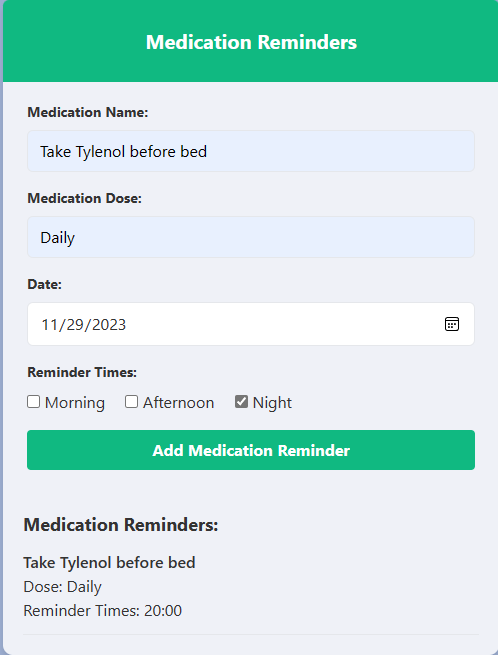 Medication Reminders
Medication Name:
Take Tylenol before bed
Medication Dose:
Daily
Date:
11/29/2023
Reminder Times:
Morning Afternoon Night
Add Medication Reminder
Medication Reminders:
Take Tylenol before bed
Dose: Daily
Reminder Times: 20:00